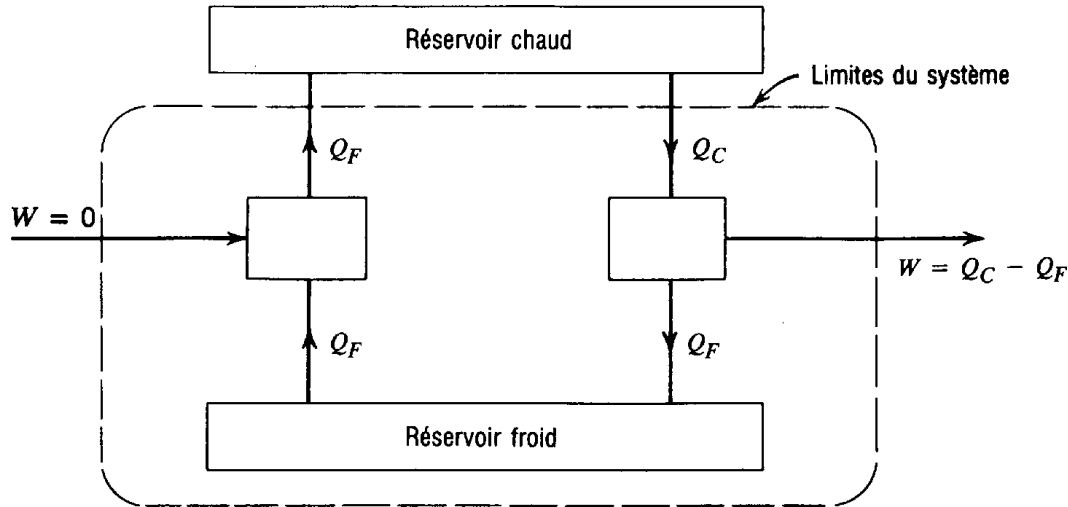 Réservoir chaud
Limites du système
Q_F
Q_C
W = 0
W = Q_C − Q_F
Q_F
Q_F
Réservoir froid